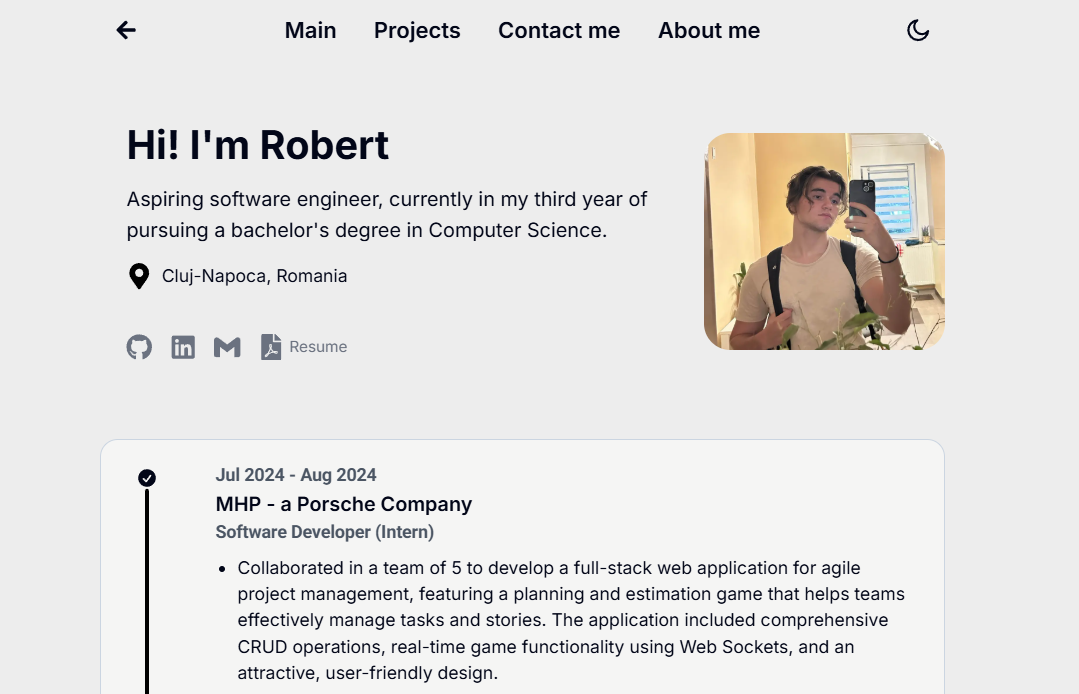 Main Projects Contact me About me
Hi! I'm Robert
Aspiring software engineer, currently in my third year of
pursuing a bachelor's degree in Computer Science.
Cluj-Napoca, Romania
Resume
Jul 2024 - Aug 2024
MHP - a Porsche Company
Software Developer (Intern)
• Collaborated in a team of 5 to develop a full-stack web application for agile
project management, featuring a planning and estimation game that helps teams
effectively manage tasks and stories. The application included comprehensive
CRUD operations, real-time game functionality using Web Sockets, and an
attractive, user-friendly design.